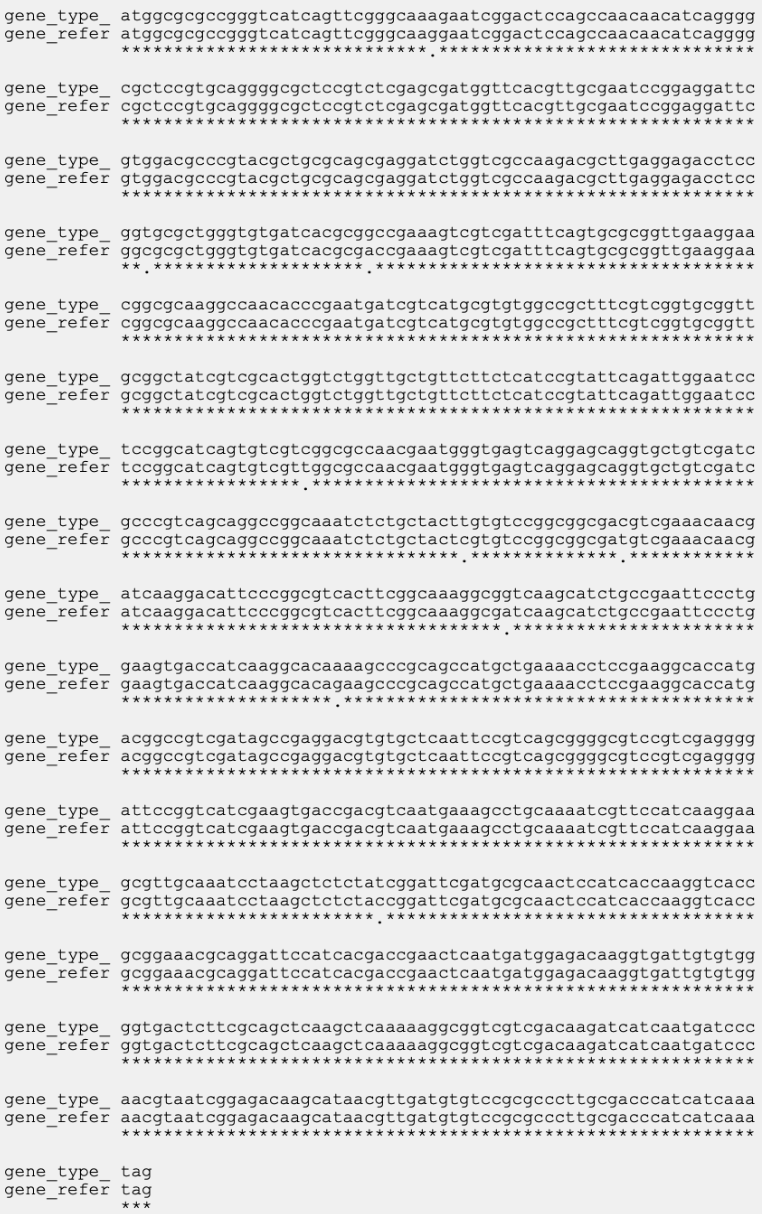 gene_type_ atggcgcgccgggtcatcagttcgggcaaagaatcggactccagccaacaacatcagggg
gene_refer atggcgcgccgggtcatcagttcgggcaaggaatcggactccagccaacaacatcagggg
*****************************.******************************
gene_type_ cgctccgtgcaggggcgctccgtctcgagcgatggttcacgttgcgaatccggaggattc
gene_refer cgctccgtgcaggggcgctccgtctcgagcgatggttcacgttgcgaatccggaggattc
************************************************************
gene_type_ gtggacgcccgtacgctgcgcagcgaggatctggtcgccaagacgcttgaggagacctcc
gene_refer gtggacgcccgtacgctgcgcagcgaggatctggtcgccaagacgcttgaggagacctcc
************************************************************
gene_type_ ggtgcgctgggtgtgatcacgcggccgaaagtcgtcgatttcagtgcgcggttgaaggaa
gene_refer ggcgcgctgggtgtgatcacgcgaccgaaagtcgtcgatttcagtgcgcggttgaaggaa
**.********************.************************************
gene_type_ cggcgcaaggccaacacccgaatgatcgtcatgcgtgtggccgctttcgtcggtgcggtt
gene_refer cggcgcaaggccaacacccgaatgatcgtcatgcgtgtggccgctttcgtcggtgcggtt
************************************************************
gene_type_ gcggctatcgtcgcactggtctggttgctgttcttctcatccgtattcagattggaatcc
gene_refer gcggctatcgtcgcactggtctggttgctgttcttctcatccgtattcagattggaatcc
************************************************************
gene_type_ tccggcatcagtgtcgtcggcgccaacgaatgggtgagtcaggagcaggtgctgtcgatc
gene_refer tccggcatcagtgtcgttggcgccaacgaatgggtgagtcaggagcaggtgctgtcgatc
*****************.******************************************
gene_type_ gcccgtcagcaggccggcaaatctctgctacttgtgtccggcggcgacgtcgaaacaacg
gene_refer gcccgtcagcaggccggcaaatctctgctactcgtgtccggcggcgatgtcgaaacaacg
********************************.**************.************
gene_type_ atcaaggacattcccggcgtcacttcggcaaaggcggtcaagcatctgccgaattccctg
gene_refer atcaaggacattcccggcgtcacttcggcaaaggcgatcaagcatctgccgaattccctg
************************************.***********************
gene_type_ gaagtgaccatcaaggcacaaaagcccgcagccatgctgaaaacctccgaaggcaccatg
gene_refer gaagtgaccatcaaggcacagaagcccgcagccatgctgaaaacctccgaaggcaccatg
********************.***************************************
gene_type_ acggccgtcgatagccgaggacgtgtgctcaattccgtcagcggggcgtccgtcgagggg
gene_refer acggccgtcgatagccgaggacgtgtgctcaattccgtcagcggggcgtccgtcgagggg
************************************************************
gene_type_ attccggtcatcgaagtgaccgacgtcaatgaaagcctgcaaaatcgttccatcaaggaa
gene_refer attccggtcatcgaagtgaccgacgtcaatgaaagcctgcaaaatcgttccatcaaggaa
************************************************************
gene_type_ gcgttgcaaatcctaagctctctatcggattcgatgcgcaactccatcaccaaggtcacc
gene_refer gcgttgcaaatcctaagctctctaccggattcgatgcgcaactccatcaccaaggtcacc
************************.***********************************
gene_type_ gcggaaacgcaggattccatcacgaccgaactcaatgatggagacaaggtgattgtgtgg
gene_refer gcggaaacgcaggattccatcacgaccgaactcaatgatggagacaaggtgattgtgtgg
************************************************************
gene_type_ ggtgactcttcgcagctcaagctcaaaaaggcggtcgtcgacaagatcatcaatgatccc
gene_refer ggtgactcttcgcagctcaagctcaaaaaggcggtcgtcgacaagatcatcaatgatccc
************************************************************
gene_type_ aacgtaatcggagacaagcataacgttgatgtgtccgcgcccttgcgacccatcatcaaa
gene_refer aacgtaatcggagacaagcataacgttgatgtgtccgcgcccttgcgacccatcatcaaa
************************************************************
gene_type_ tag
gene_refer tag
***